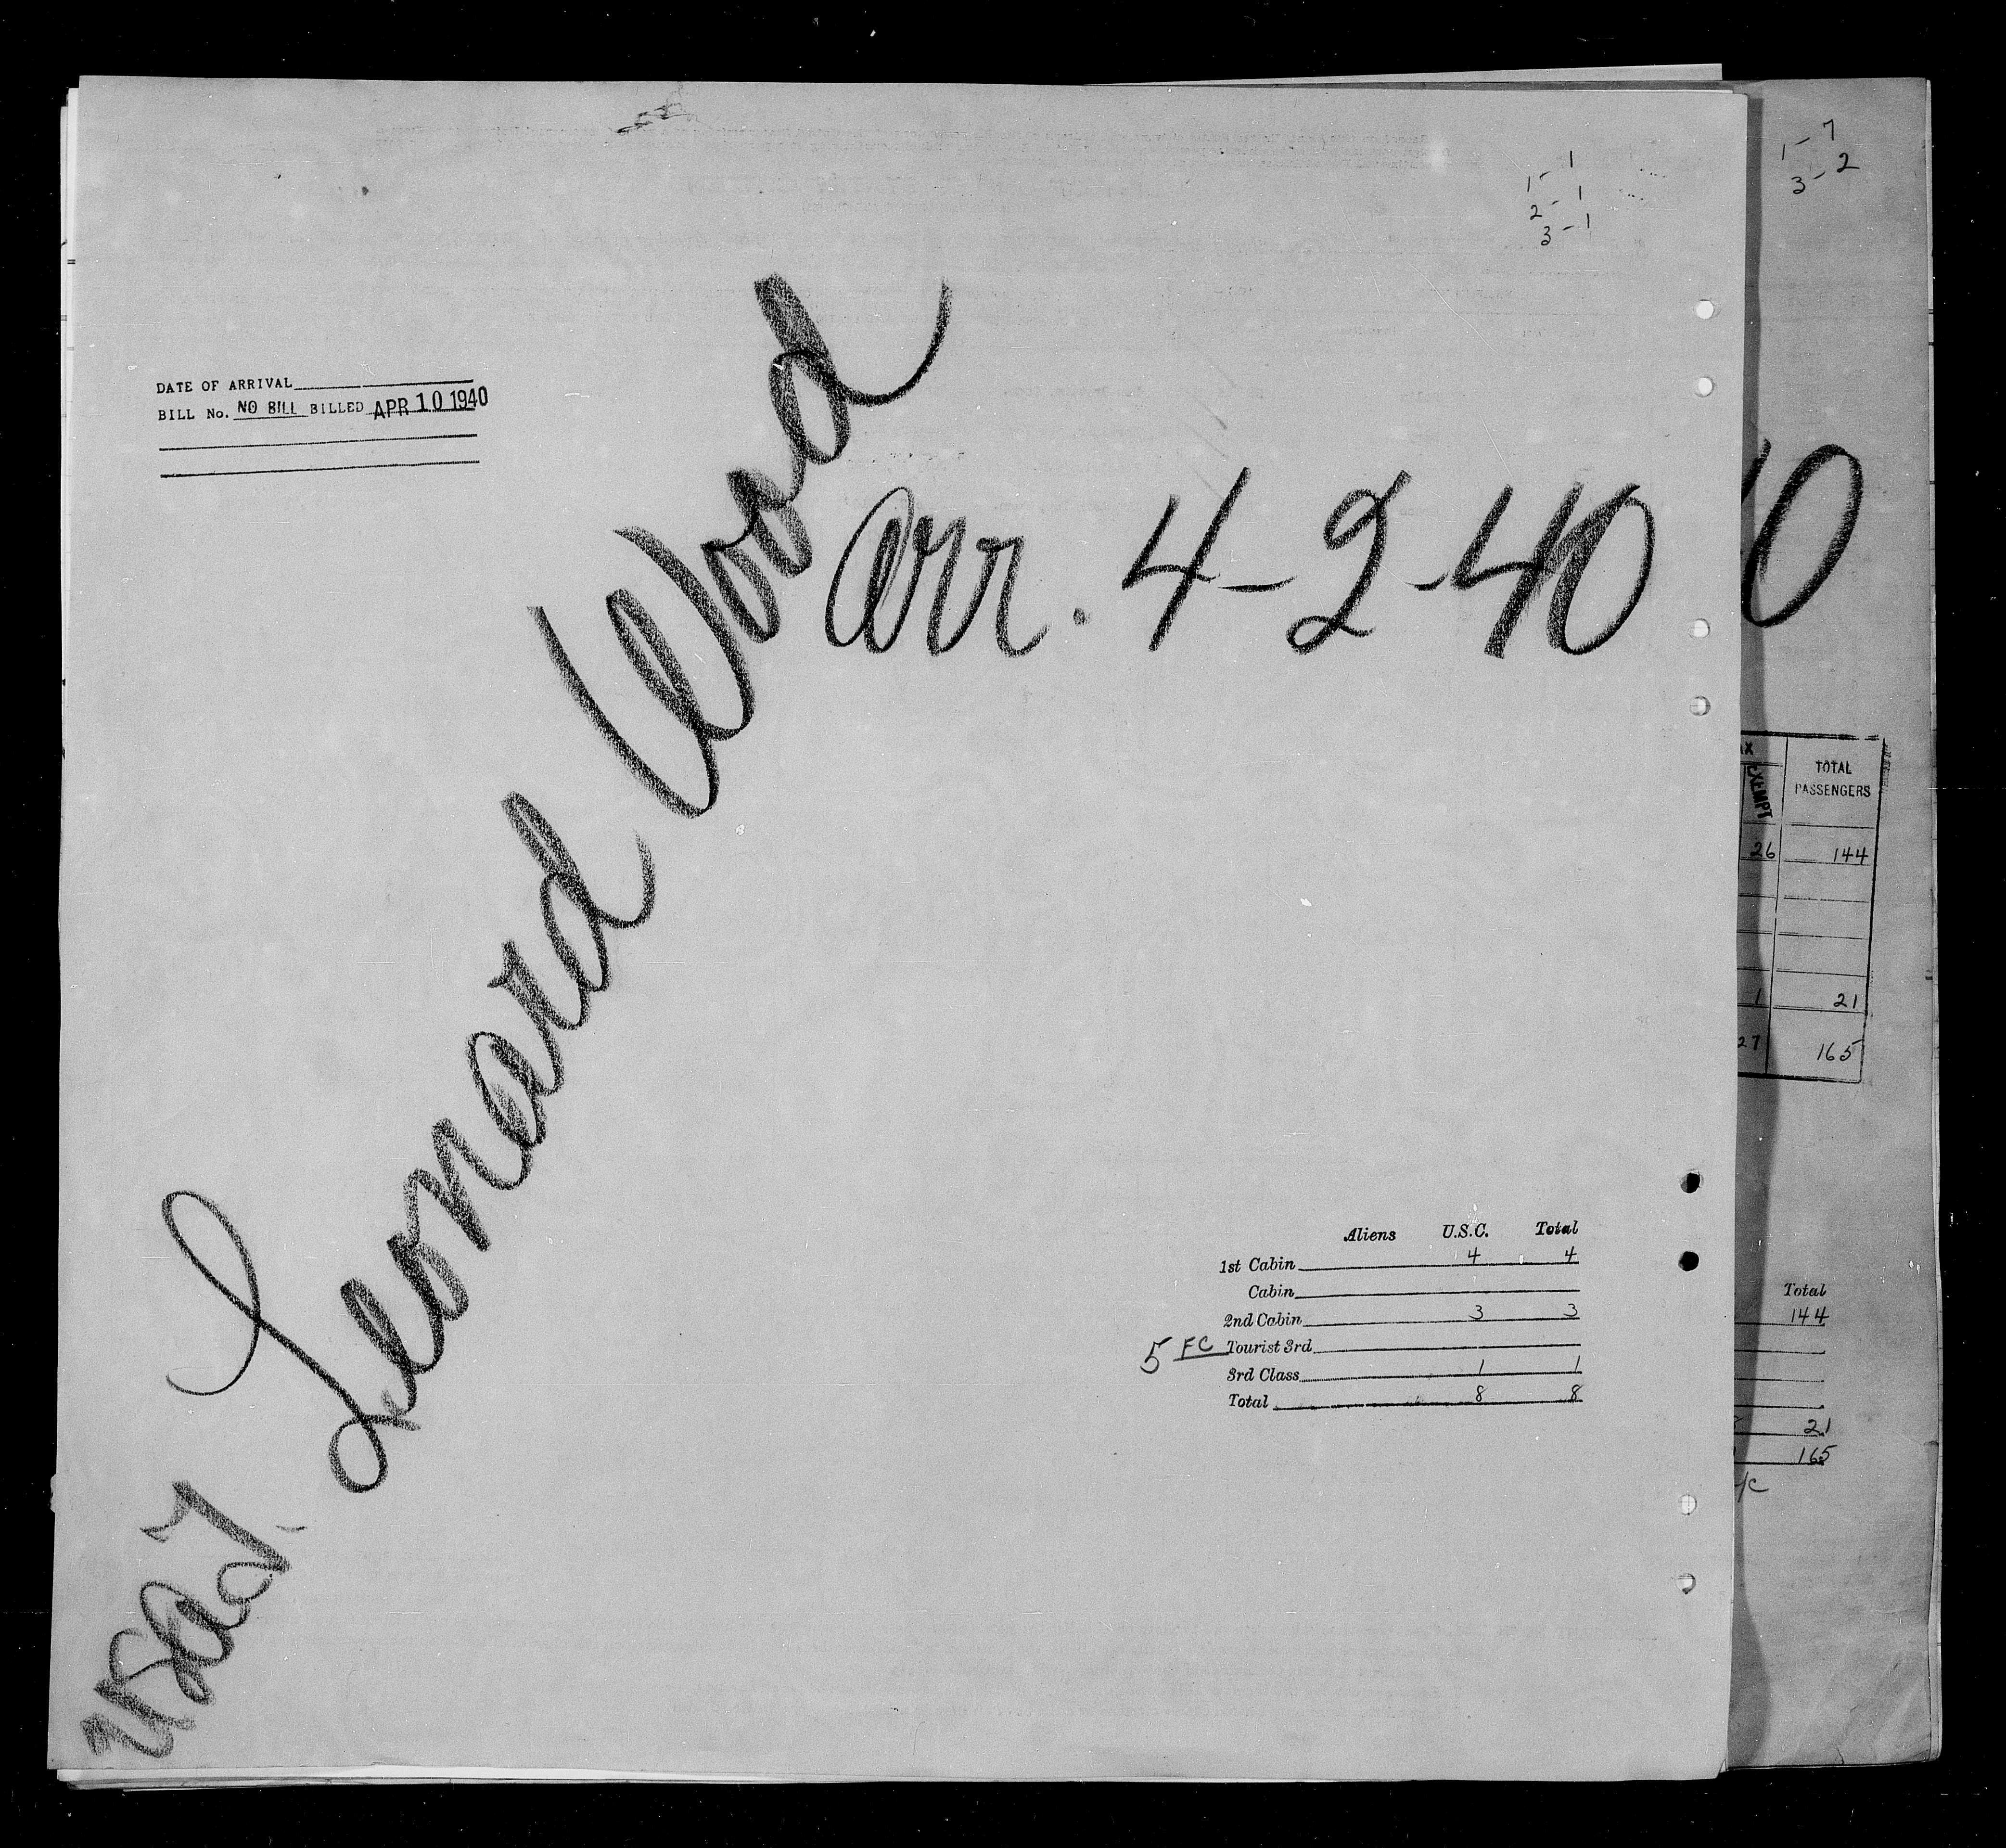 1 - 1
2 - 1
3 - 1
DATE OF ARRIVAL
BILL No. NO BILL BILLED APR 10 1940
U.S.A.T. Leonard Wood
Arr. 4-2-40
Aliens U.S.C. Total
1st Cabin 4 4
Cabin
2nd Cabin 3 3
5 FC Tourist 3rd
3rd Class 1 1
Total 8 8
1 - 7
3 - 2
0
EXEMPT TOTAL PASSENGERS
26 144
1 21
27 165
Total
144
21
165